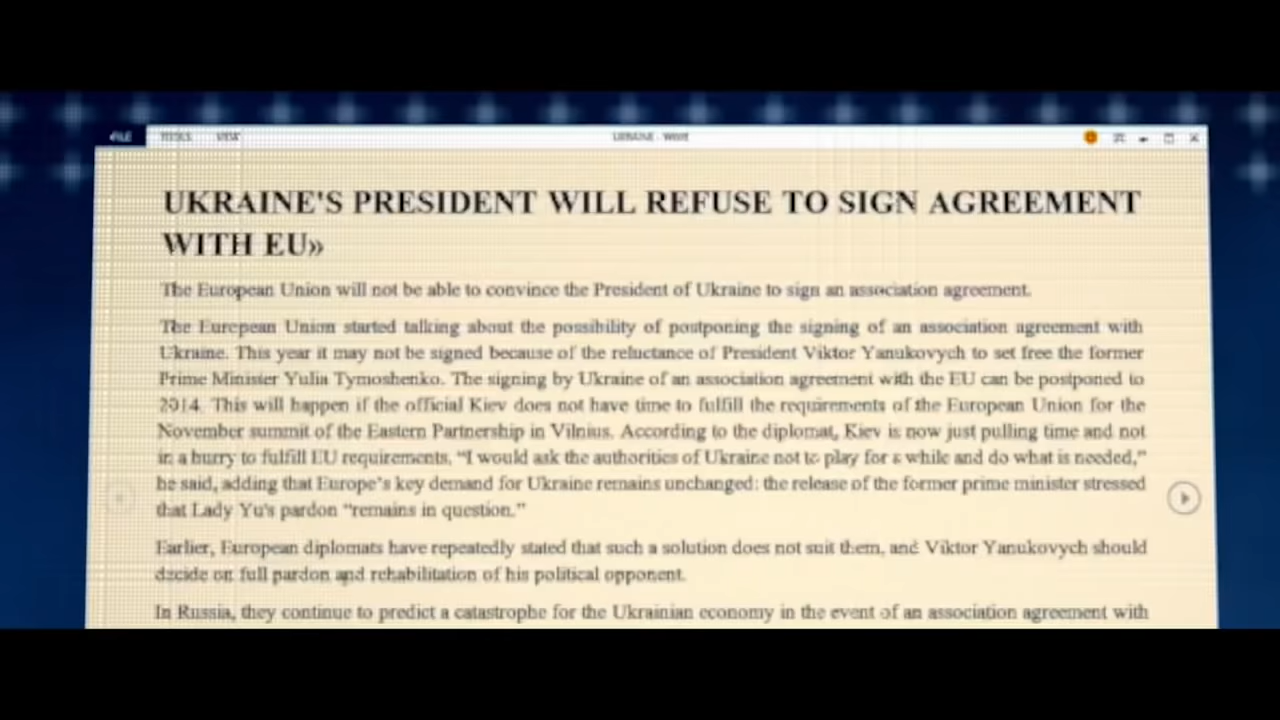 FILE TOOLS VIEW UKRAINE - Word
UKRAINE'S PRESIDENT WILL REFUSE TO SIGN AGREEMENT
WITH EU»
The European Union will not be able to convince the President of Ukraine to sign an association agreement.
The European Union started talking about the possibility of postponing the signing of an association agreement with
Ukraine. This year it may not be signed because of the reluctance of President Viktor Yanukovych to set free the former
Prime Minister Yulia Tymoshenko. The signing by Ukraine of an association agreement with the EU can be postponed to
2014. This will happen if the official Kiev does not have time to fulfill the requirements of the European Union for the
November summit of the Eastern Partnership in Vilnius. According to the diplomat, Kiev is now just pulling time and not
in a hurry to fulfill EU requirements, “I would ask the authorities of Ukraine not to play for a while and do what is needed,”
he said, adding that Europe’s key demand for Ukraine remains unchanged: the release of the former prime minister stressed
that Lady Yu's pardon “remains in question.”
Earlier, European diplomats have repeatedly stated that such a solution does not suit them, and Viktor Yanukovych should
decide on full pardon and rehabilitation of his political opponent.
In Russia, they continue to predict a catastrophe for the Ukrainian economy in the event of an association agreement with